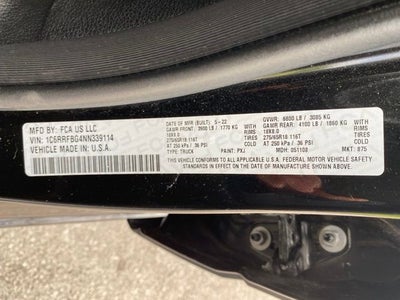 MFD BY:
FCA US LLC
VIN: 1C6RRFBG4NN339114
VEHICLE MADE IN: U.S.A.
DATE OF MFR (BUILT): 5-22 GVWR: 6800 LB / 3085 KG
GAWR FRONT: 3900 LB / 1770 KG WITH GAWR REAR: 4100 LB / 1860 KG WITH
18X8.0 RIMS 18X8.0 RIMS
275/65R18 116T TIRES 275/65R18 116T TIRES
AT 250 kPa / 36 PSI COLD AT 250 kPa / 36 PSI COLD
TYPE: TRUCK PAINT: PXJ MDH: 051108 MKT: 875
THIS VEHICLE CONFORMS TO ALL APPLICABLE U.S.A. FEDERAL MOTOR VEHICLE SAFETY
STANDARDS IN EFFECT ON THE DATE OF MANUFACTURE SHOWN ABOVE.